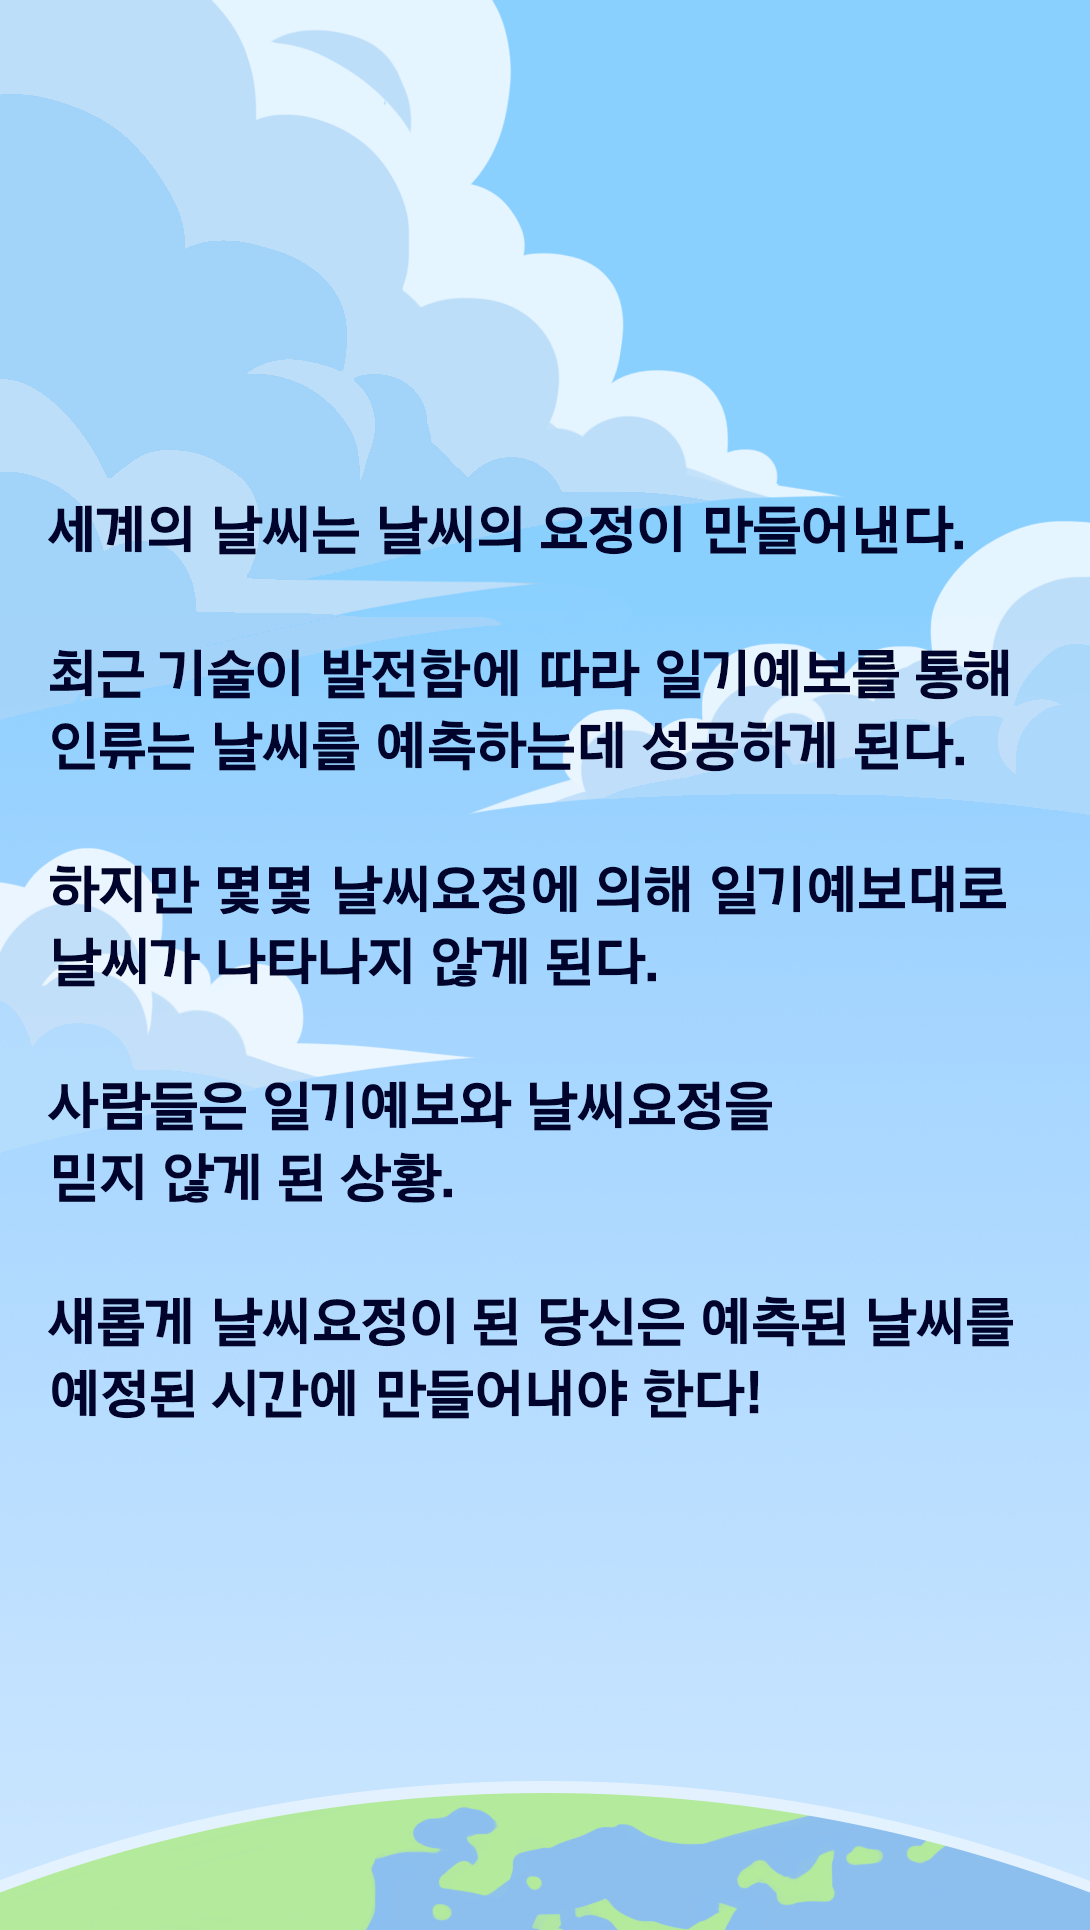 세계의 날씨는 날씨의 요정이 만들어낸다.
최근 기술이 발전함에 따라 일기예보를 통해
인류는 날씨를 예측하는데 성공하게 된다.
하지만 몇몇 날씨요정에 의해 일기예보대로
날씨가 나타나지 않게 된다.
사람들은 일기예보와 날씨요정을
믿지 않게 된 상황.
새롭게 날씨요정이 된 당신은 예측된 날씨를
예정된 시간에 만들어내야 한다!